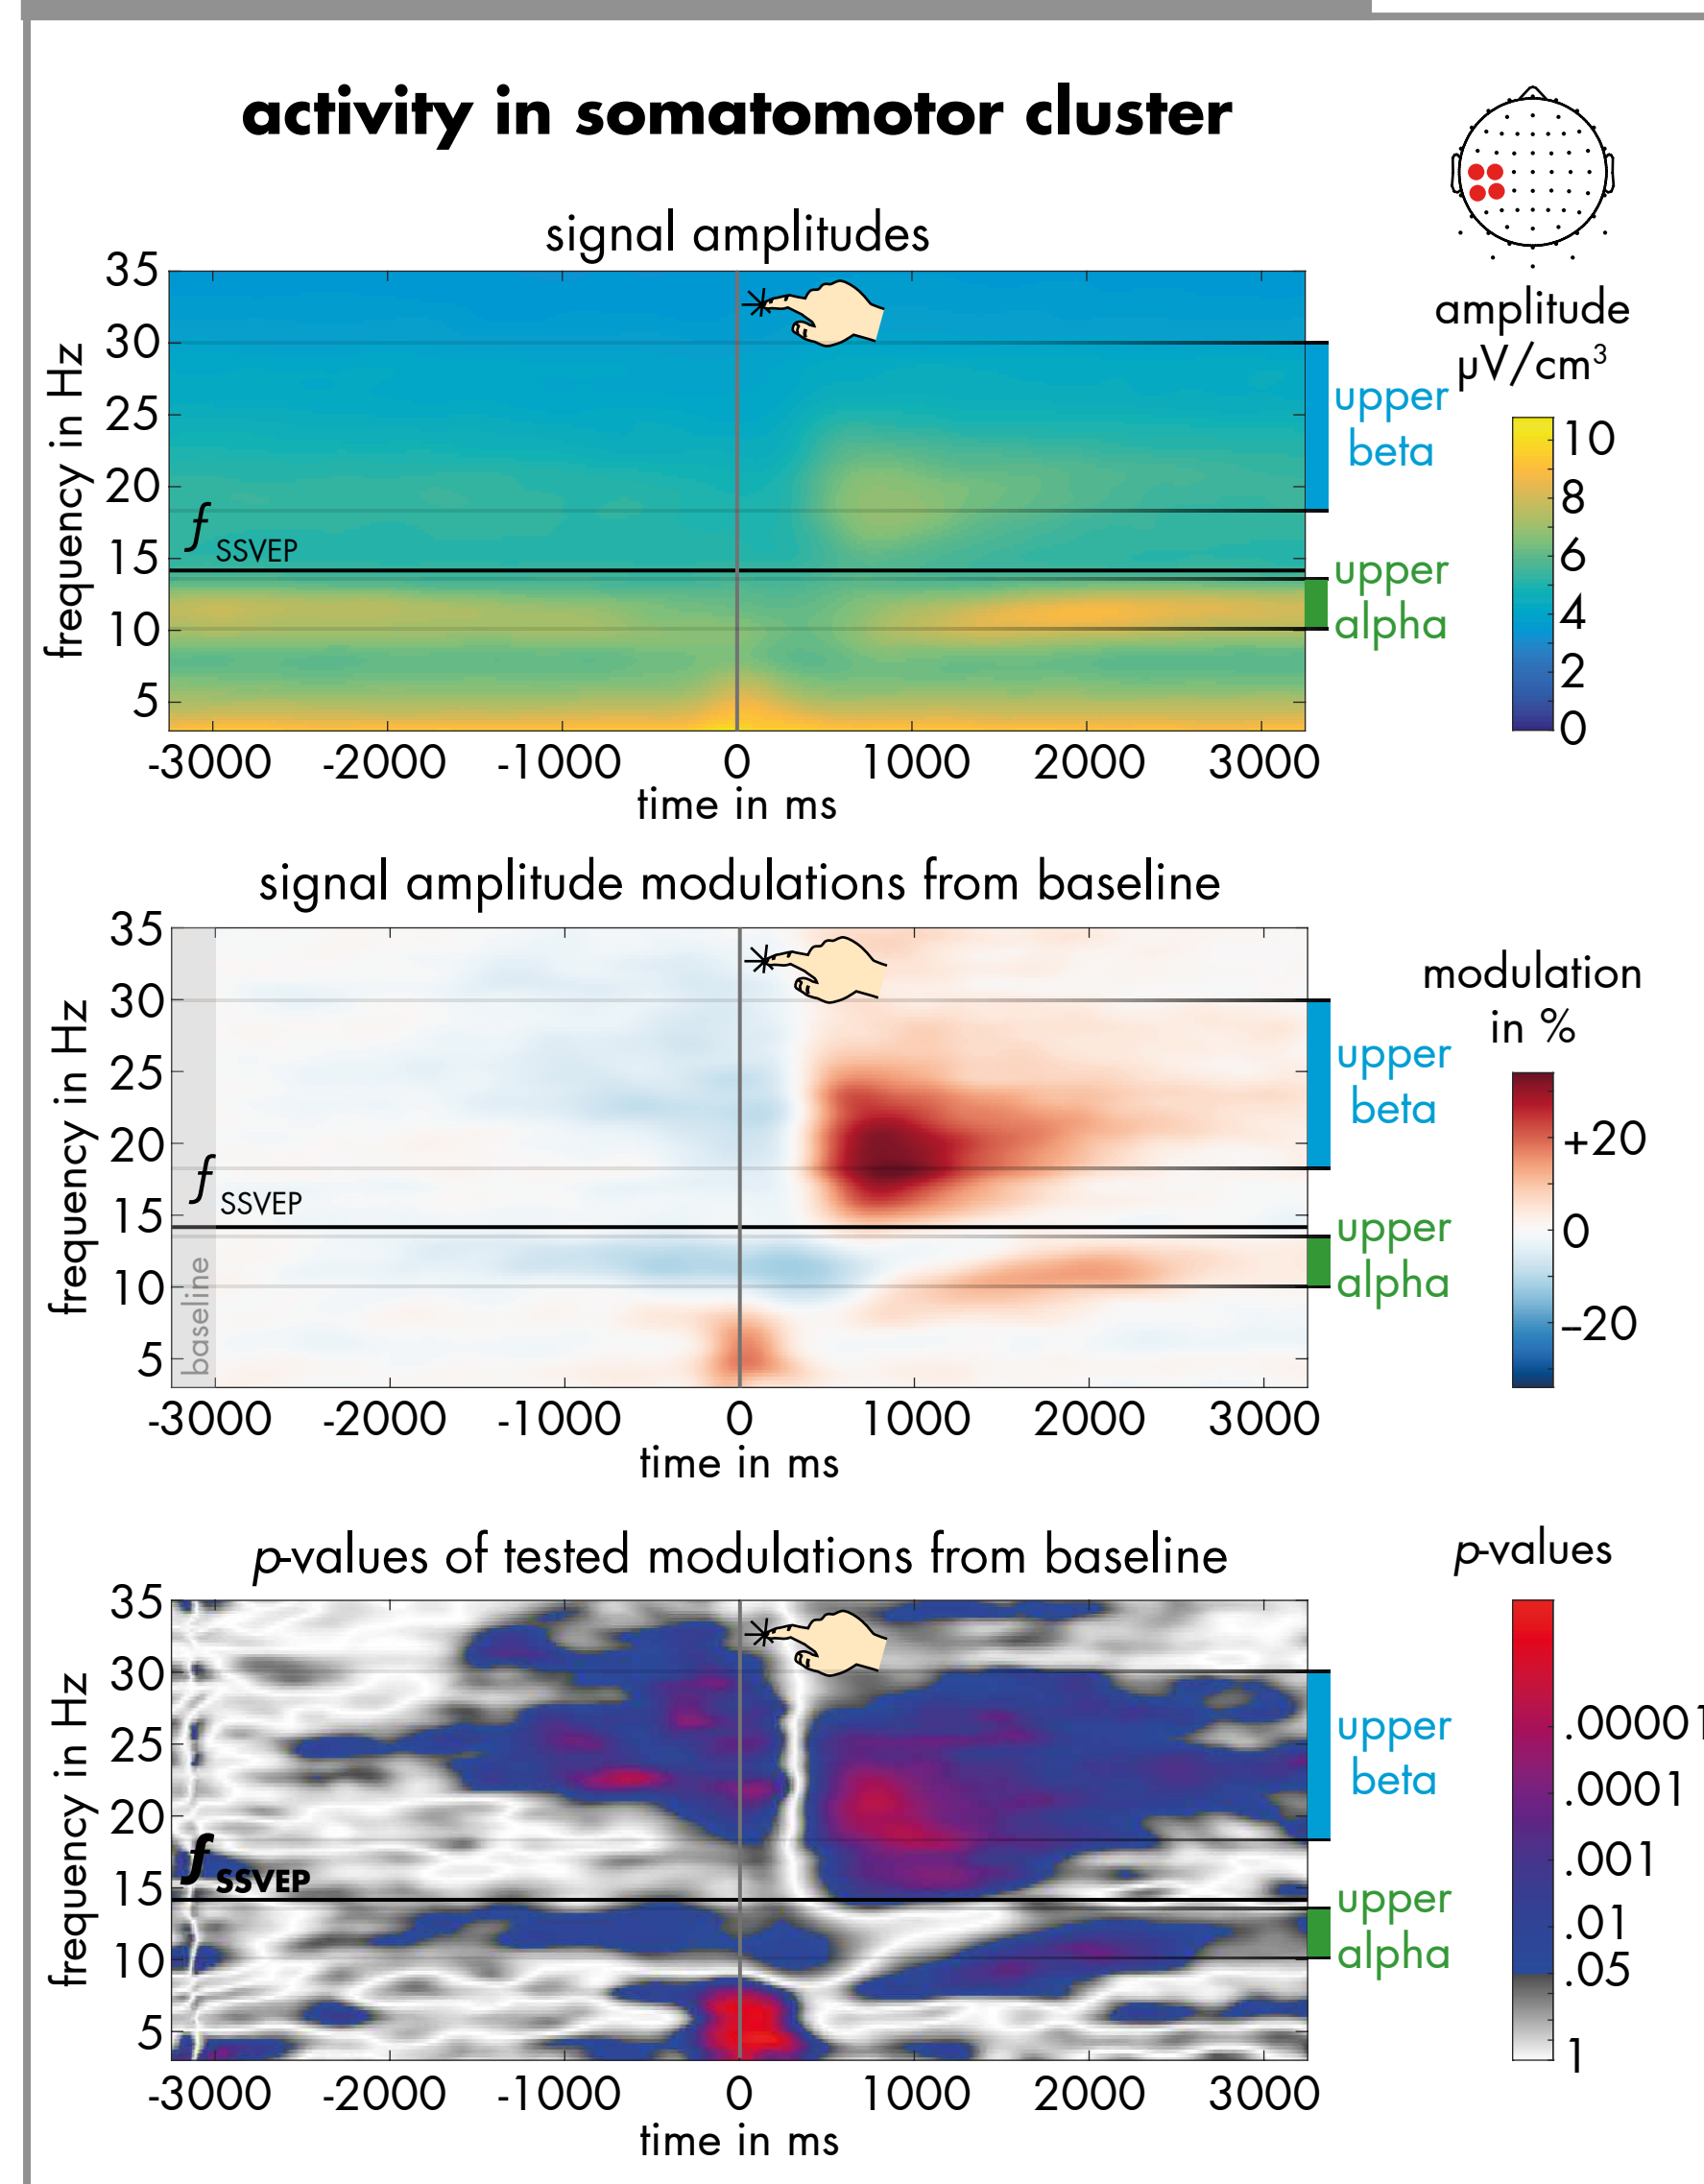 activity in somatomotor cluster
signal amplitudes
35
30
25
20
15
10
5
frequency in Hz
f SSVEP
-3000 -2000 -1000 0 1000 2000 3000
time in ms
upper
beta
upper
alpha
amplitude
µV/cm³
10
8
6
4
2
0
signal amplitude modulations from baseline
35
30
25
20
15
10
5
frequency in Hz
f SSVEP
baseline
-3000 -2000 -1000 0 1000 2000 3000
time in ms
upper
beta
upper
alpha
modulation
in %
+20
0
–20
p-values of tested modulations from baseline
35
30
25
20
15
10
5
frequency in Hz
f SSVEP
-3000 -2000 -1000 0 1000 2000 3000
time in ms
upper
beta
upper
alpha
p-values
.00001
.0001
.001
.01
.05
1